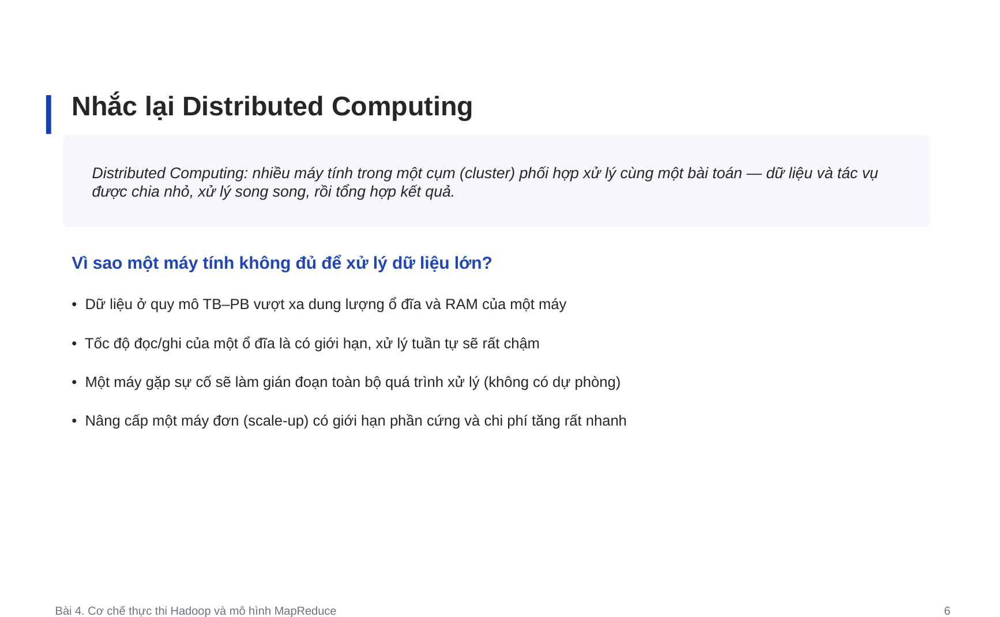 Nhắc lại Distributed Computing
Distributed Computing: nhiều máy tính trong một cụm (cluster) phối hợp xử lý cùng một bài toán — dữ liệu và tác vụ
được chia nhỏ, xử lý song song, rồi tổng hợp kết quả.
Vì sao một máy tính không đủ để xử lý dữ liệu lớn?
• Dữ liệu ở quy mô TB–PB vượt xa dung lượng ổ đĩa và RAM của một máy
• Tốc độ đọc/ghi của một ổ đĩa là có giới hạn, xử lý tuần tự sẽ rất chậm
• Một máy gặp sự cố sẽ làm gián đoạn toàn bộ quá trình xử lý (không có dự phòng)
• Nâng cấp một máy đơn (scale-up) có giới hạn phần cứng và chi phí tăng rất nhanh
Bài 4. Cơ chế thực thi Hadoop và mô hình MapReduce
6